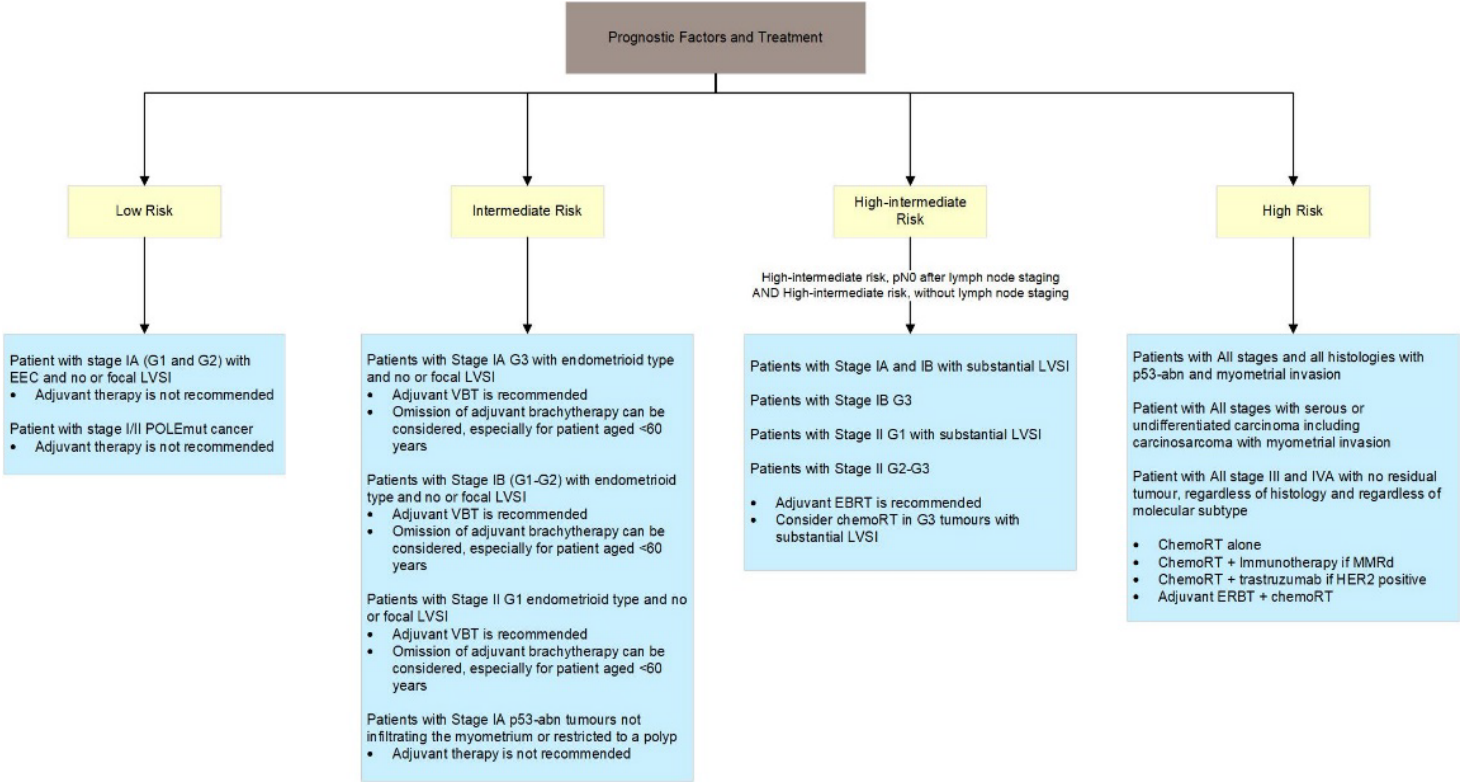 Prognostic Factors and Treatment
Low Risk
Intermediate Risk
High-intermediate
Risk
High Risk
High-intermediate risk, pN0 after lymph node staging
AND High-intermediate risk, without lymph node staging
Patient with stage IA (G1 and G2) with
EEC and no or focal LVSI
• Adjuvant therapy is not recommended
Patient with stage I/II POLEmut cancer
• Adjuvant therapy is not recommended
Patients with Stage IA G3 with endometrioid type
and no or focal LVSI
• Adjuvant VBT is recommended
• Omission of adjuvant brachytherapy can be
considered, especially for patient aged <60
years
Patients with Stage IB (G1-G2) with endometrioid
type and no or focal LVSI
• Adjuvant VBT is recommended
• Omission of adjuvant brachytherapy can be
considered, especially for patient aged <60
years
Patients with Stage II G1 endometrioid type and no
or focal LVSI
• Adjuvant VBT is recommended
• Omission of adjuvant brachytherapy can be
considered, especially for patient aged <60
years
Patients with Stage IA p53-abn tumours not
infiltrating the myometrium or restricted to a polyp
• Adjuvant therapy is not recommended
Patients with Stage IA and IB with substantial LVSI
Patients with Stage IB G3
Patients with Stage II G1 with substantial LVSI
Patients with Stage II G2-G3
• Adjuvant EBRT is recommended
• Consider chemoRT in G3 tumours with
substantial LVSI
Patients with All stages and all histologies with
p53-abn and myometrial invasion
Patient with All stages with serous or
undifferentiated carcinoma including
carcinosarcoma with myometrial invasion
Patient with All stage III and IVA with no residual
tumour, regardless of histology and regardless of
molecular subtype
• ChemoRT alone
• ChemoRT + Immunotherapy if MMRd
• ChemoRT + trastruzumab if HER2 positive
• Adjuvant ERBT + chemoRT